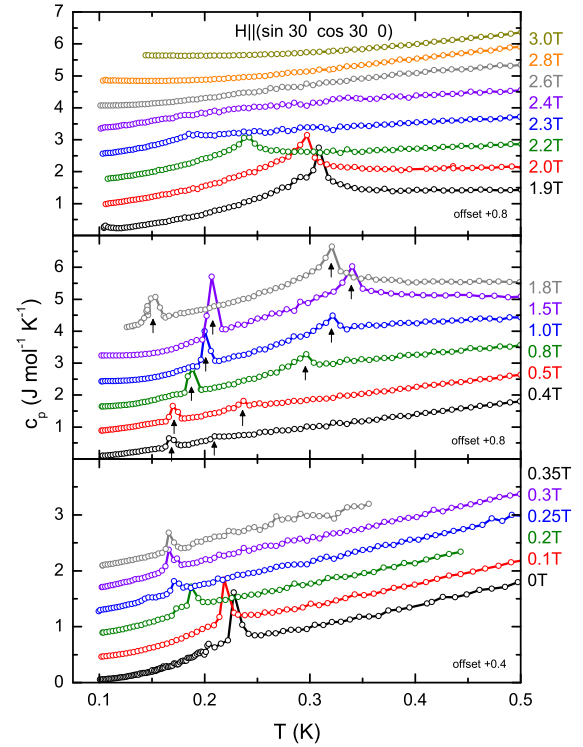 H||(sin 30 cos 30 0)
7
6
5
4
3
2
1
3.0T
2.8T
2.6T
2.4T
2.3T
2.2T
2.0T
1.9T
offset +0.8
6
5
4
3
2
1
1.8T
1.5T
1.0T
0.8T
0.5T
0.4T
offset +0.8
cp (J mol⁻¹ K⁻¹)
3
2
1
0
0.35T
0.3T
0.25T
0.2T
0.1T
0T
offset +0.4
0.1 0.2 0.3 0.4 0.5
T (K)